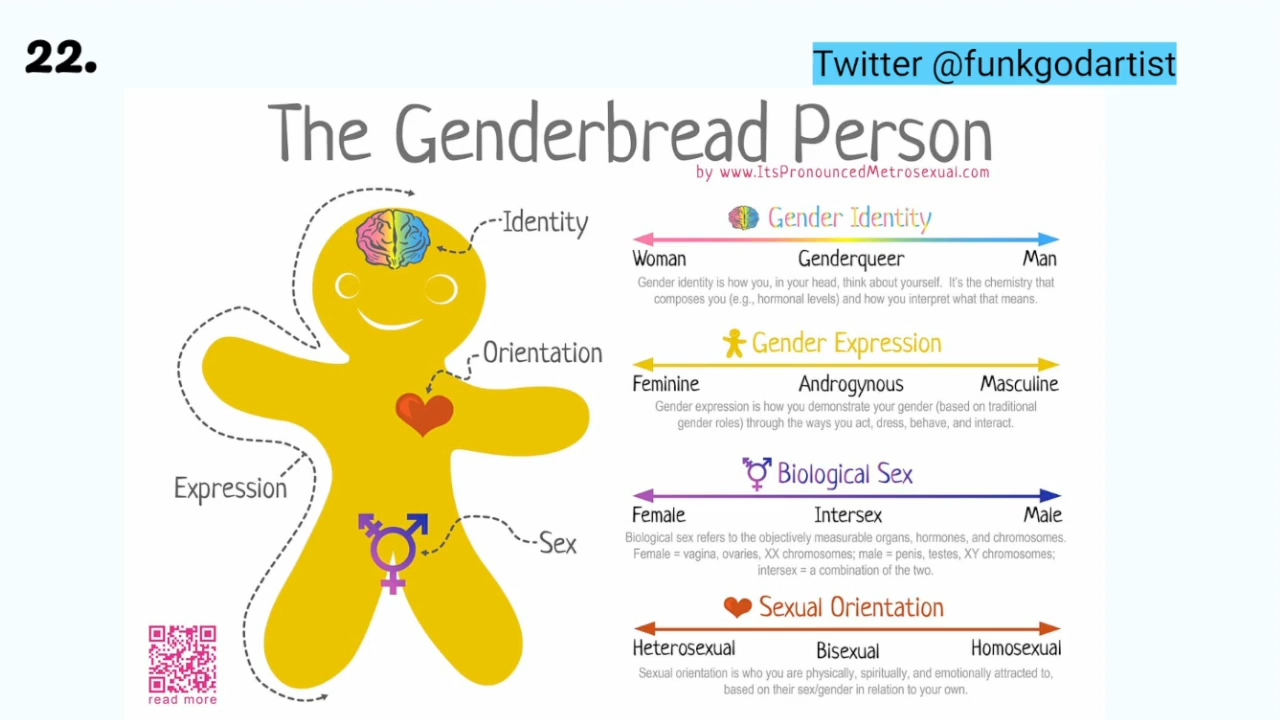 22.
Twitter @funkgodartist
The Genderbread Person
by www.ItsPronouncedMetrosexual.com
Identity
Orientation
Expression
Sex
read more
Gender Identity
Woman Genderqueer Man
Gender identity is how you, in your head, think about yourself. It's the chemistry that
composes you (e.g., hormonal levels) and how you interpret what that means.
Gender Expression
Feminine Androgynous Masculine
Gender expression is how you demonstrate your gender (based on traditional
gender roles) through the ways you act, dress, behave, and interact.
Biological Sex
Female Intersex Male
Biological sex refers to the objectively measurable organs, hormones, and chromosomes.
Female = vagina, ovaries, XX chromosomes; male = penis, testes, XY chromosomes;
intersex = a combination of the two.
Sexual Orientation
Heterosexual Bisexual Homosexual
Sexual orientation is who you are physically, spiritually, and emotionally attracted to,
based on their sex/gender in relation to your own.